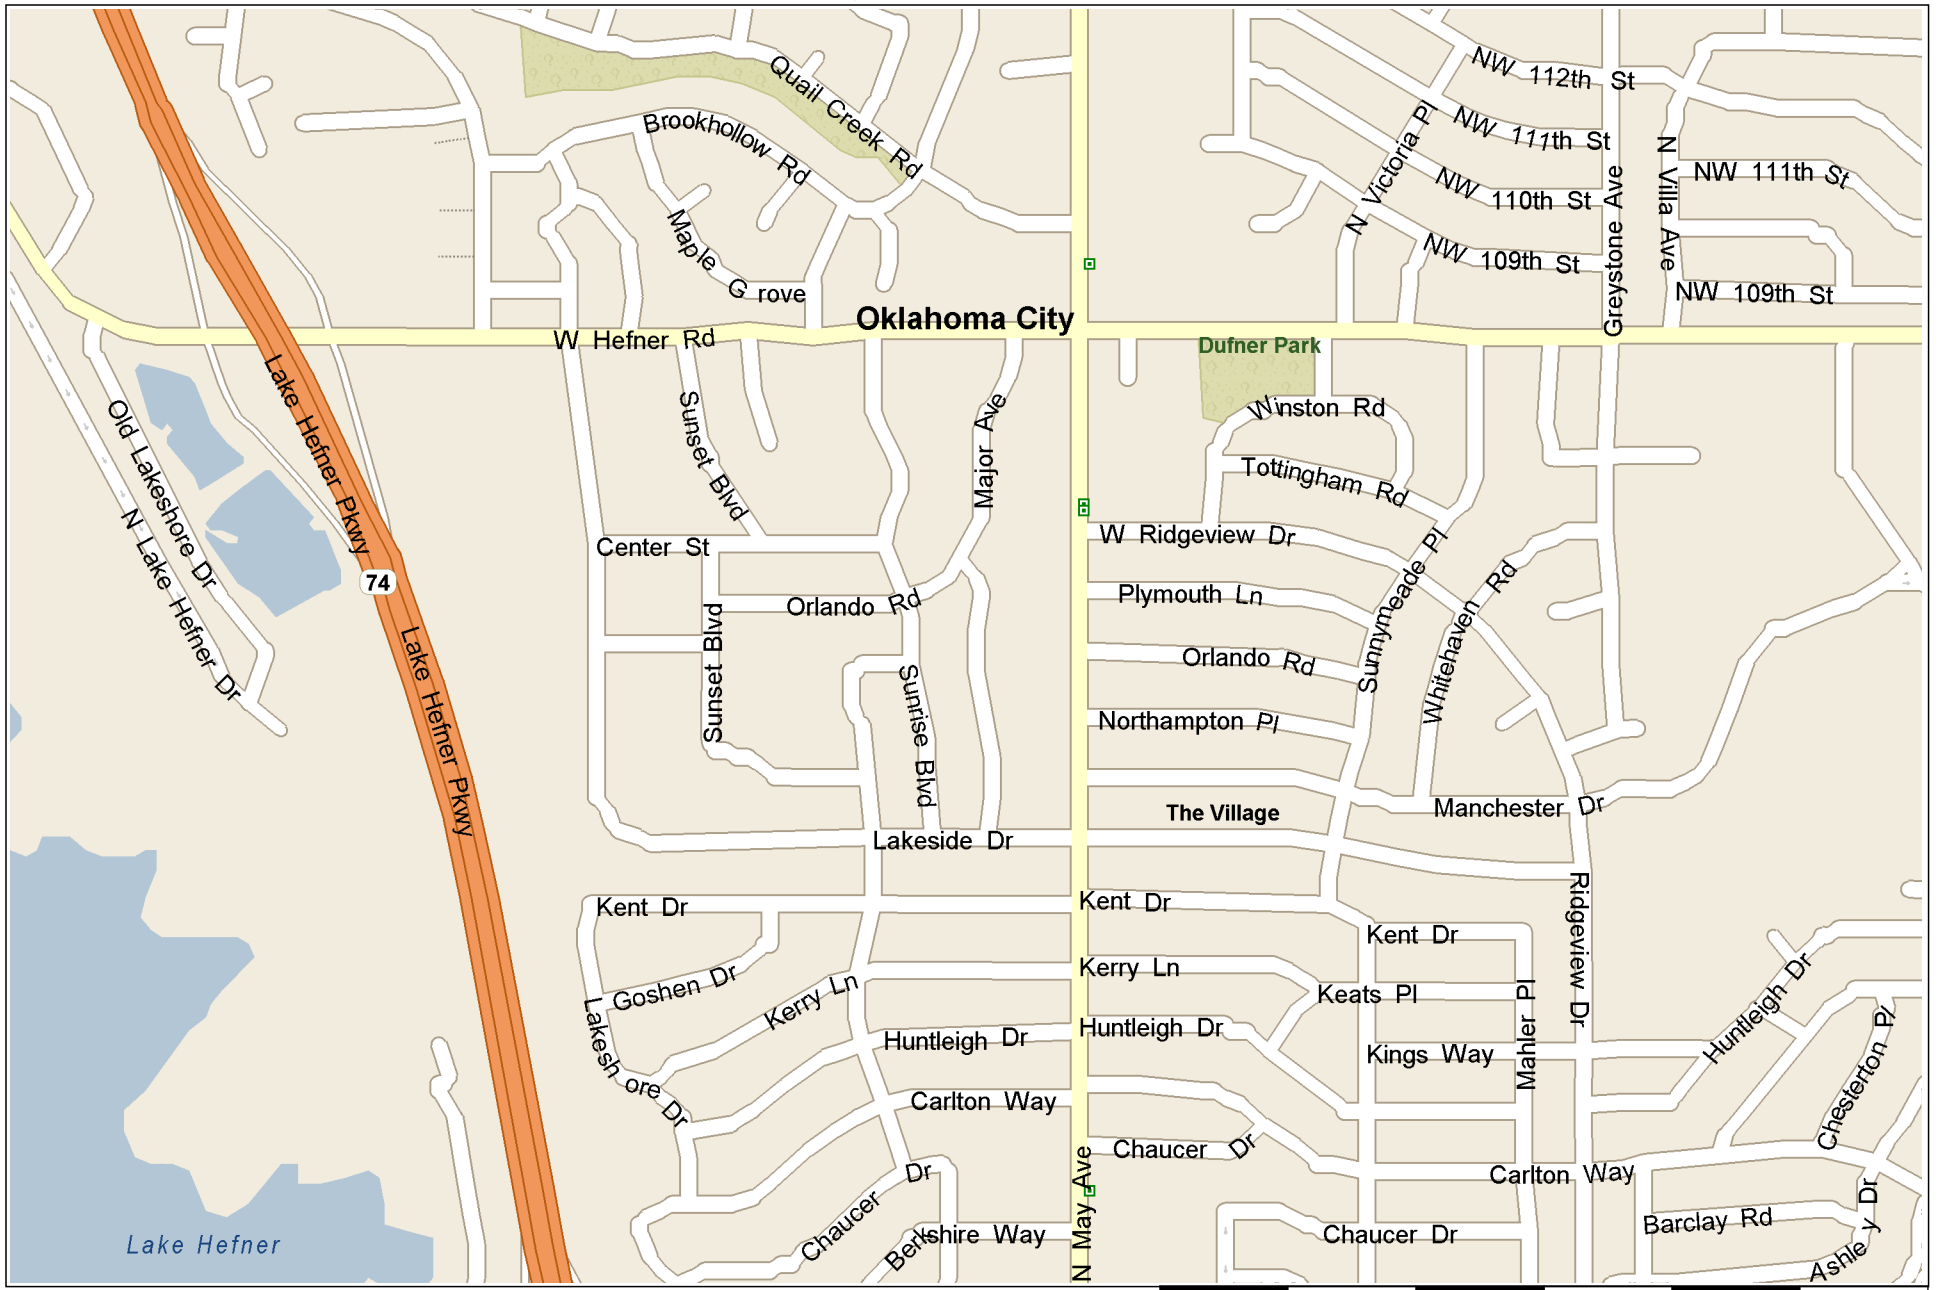 NW 112th St
Quail Creek Rd
Brookhollow Rd
NW 111th St
N Victoria Pl
NW 111th St
N Villa Ave
NW 110th St
Greystone Ave
Maple Grove
NW 109th St
NW 109th St
Oklahoma City
W Hefner Rd
Dufner Park
Lake Hefner Pkwy
Winston Rd
Old Lakeshore Dr
Sunset Blvd
Major Ave
Tottingham Rd
N Lake Hefner Dr
W Ridgeview Dr
Center St
74
Sunnymeade Pl
Whitehaven Rd
Plymouth Ln
Orlando Rd
Sunset Blvd
Lake Hefner Pkwy
Orlando Rd
Sunrise Blvd
Northampton Pl
Manchester Dr
The Village
Lakeside Dr
Ridgeview Dr
Kent Dr
Kent Dr
Kent Dr
Kerry Ln
Goshen Dr
Kerry Ln
Keats Pl
Mahler Pl
Huntleigh Dr
Lakeshore Dr
Huntleigh Dr
Huntleigh Dr
Kings Way
Chesterton Pl
Carlton Way
Chaucer Dr
N May Ave
Carlton Way
Chaucer Dr
Barclay Rd
Ashley Dr
Berkshire Way
Chaucer Dr
Lake Hefner